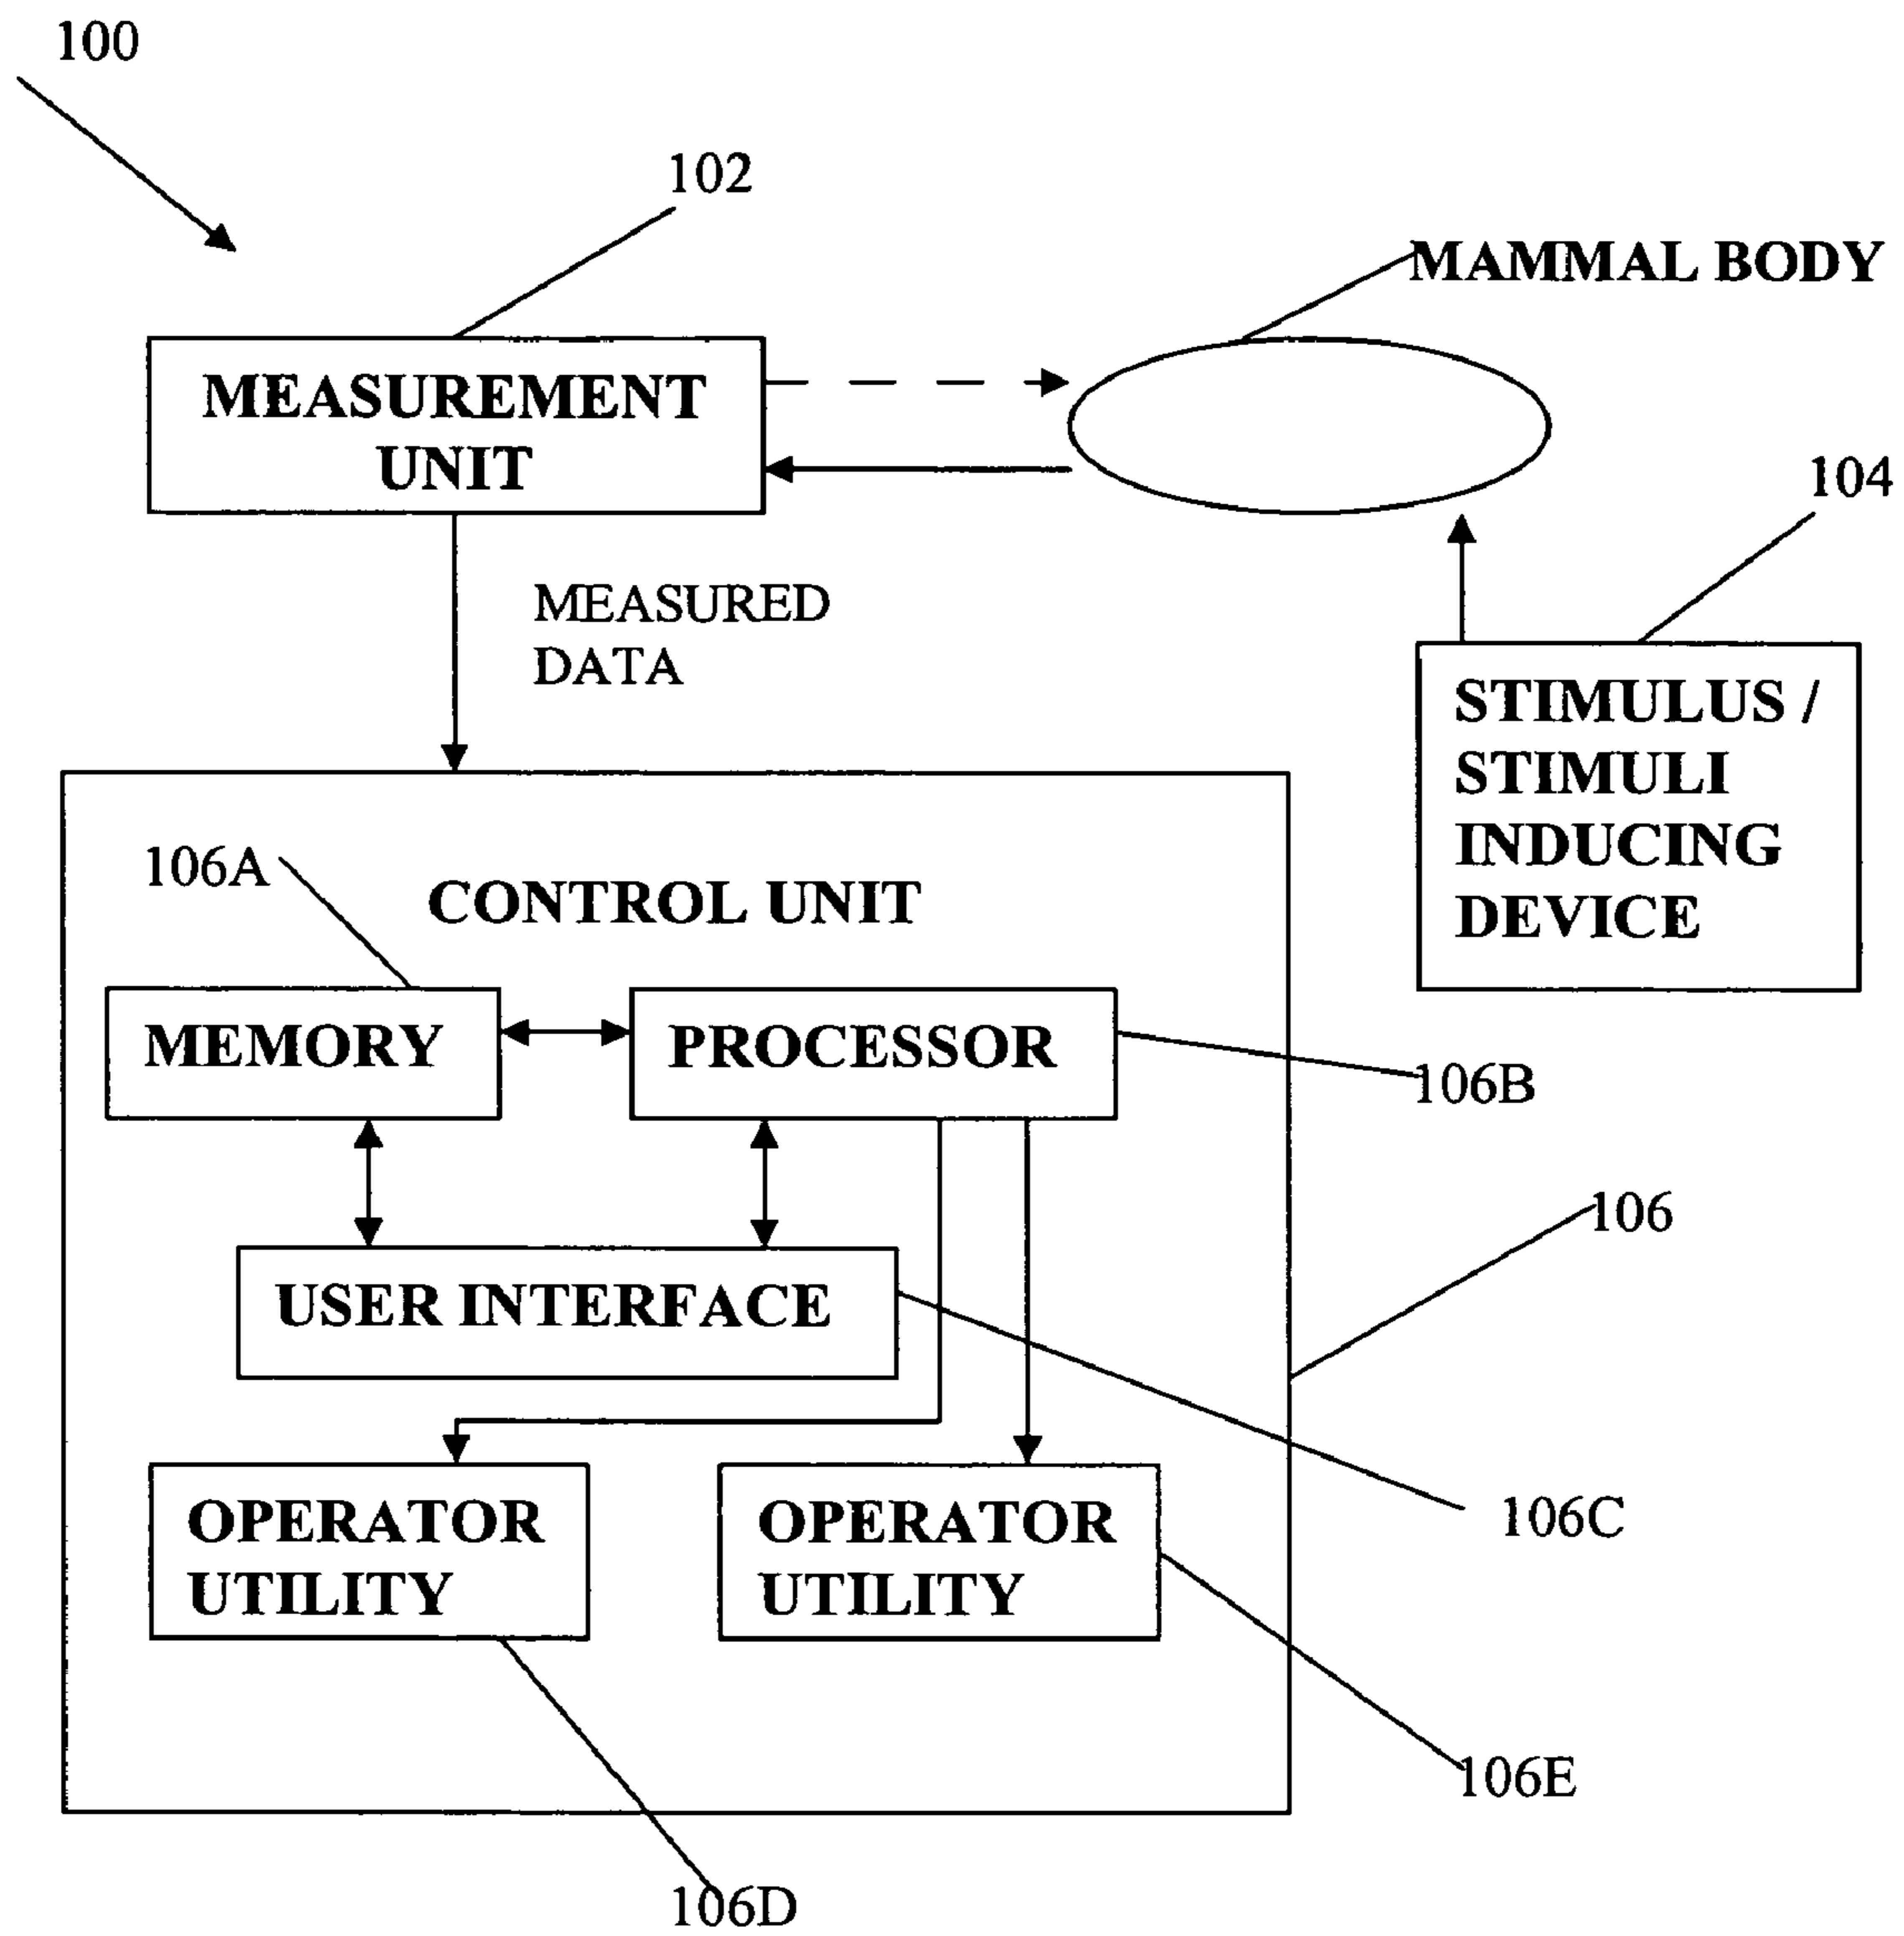 100
102
MAMMAL BODY
MEASUREMENT
UNIT
104
MEASURED
DATA
STIMULUS /
STIMULI
INDUCING
DEVICE
106A
CONTROL UNIT
MEMORY
PROCESSOR
106B
106
USER INTERFACE
OPERATOR
UTILITY
OPERATOR
UTILITY
106C
106E
106D